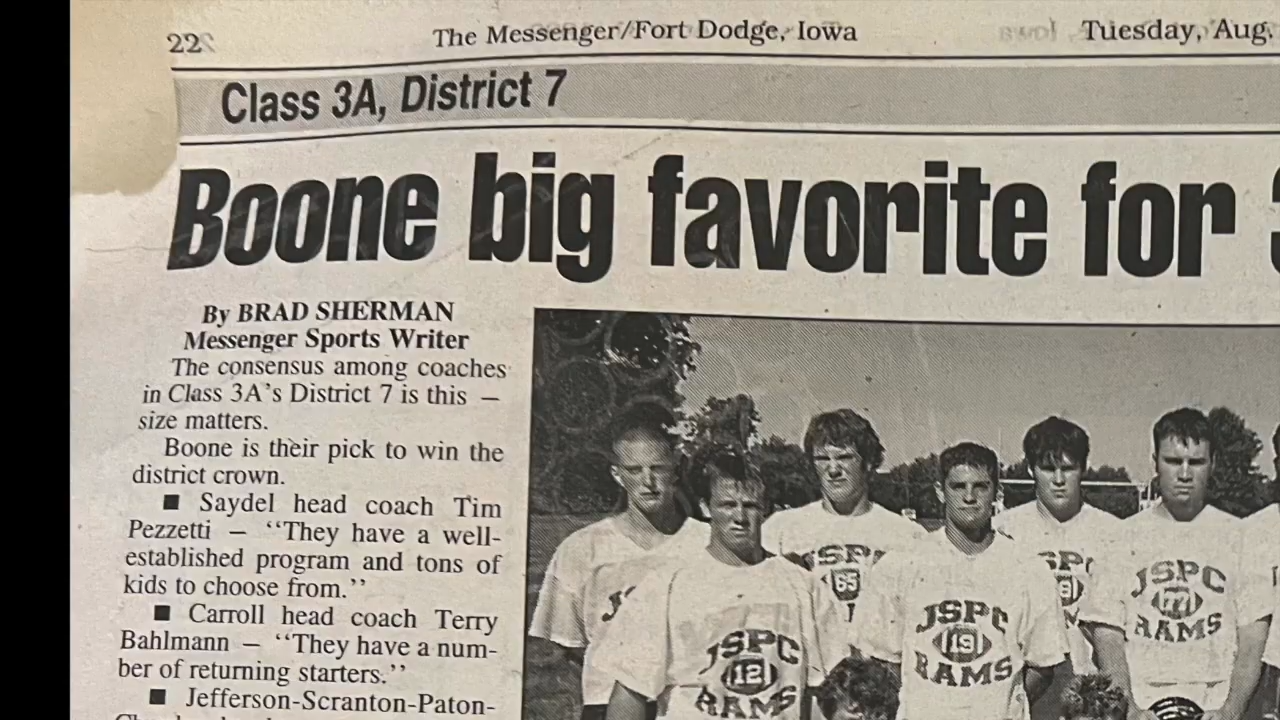 22
The Messenger/Fort Dodge, Iowa
Tuesday, Aug.
Class 3A, District 7
Boone big favorite for
By BRAD SHERMAN
Messenger Sports Writer
The consensus among coaches
in Class 3A's District 7 is this —
size matters.
Boone is their pick to win the
district crown.
■ Saydel head coach Tim
Pezzetti — ‘‘They have a well-
established program and tons of
kids to choose from.’’
■ Carroll head coach Terry
Bahlmann — ‘‘They have a num-
ber of returning starters.’’
■ Jefferson-Scranton-Paton-
65
JSPC
12
RAMS
JSPC
19
RAMS
JSPC
77
RAMS